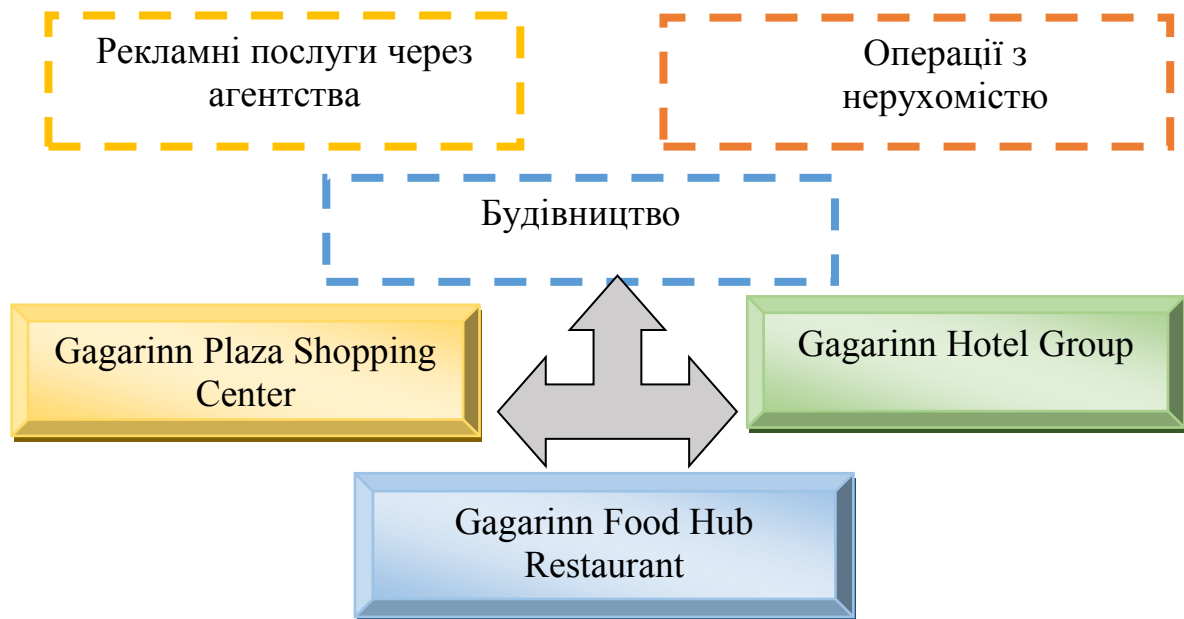 Рекламні послуги через
агентства
Операції з
нерухомістю
Будівництво
Gagarinn Plaza Shopping
Center
Gagarinn Hotel Group
Gagarinn Food Hub
Restaurant